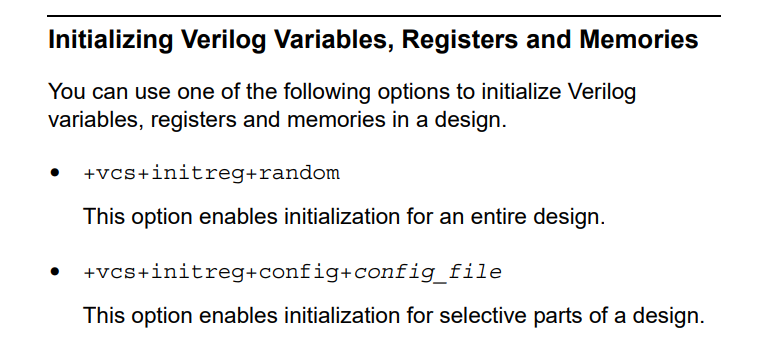 Initializing Verilog Variables, Registers and Memories
You can use one of the following options to initialize Verilog
variables, registers and memories in a design.
• +vcs+initreg+random
This option enables initialization for an entire design.
• +vcs+initreg+config+config_file
This option enables initialization for selective parts of a design.